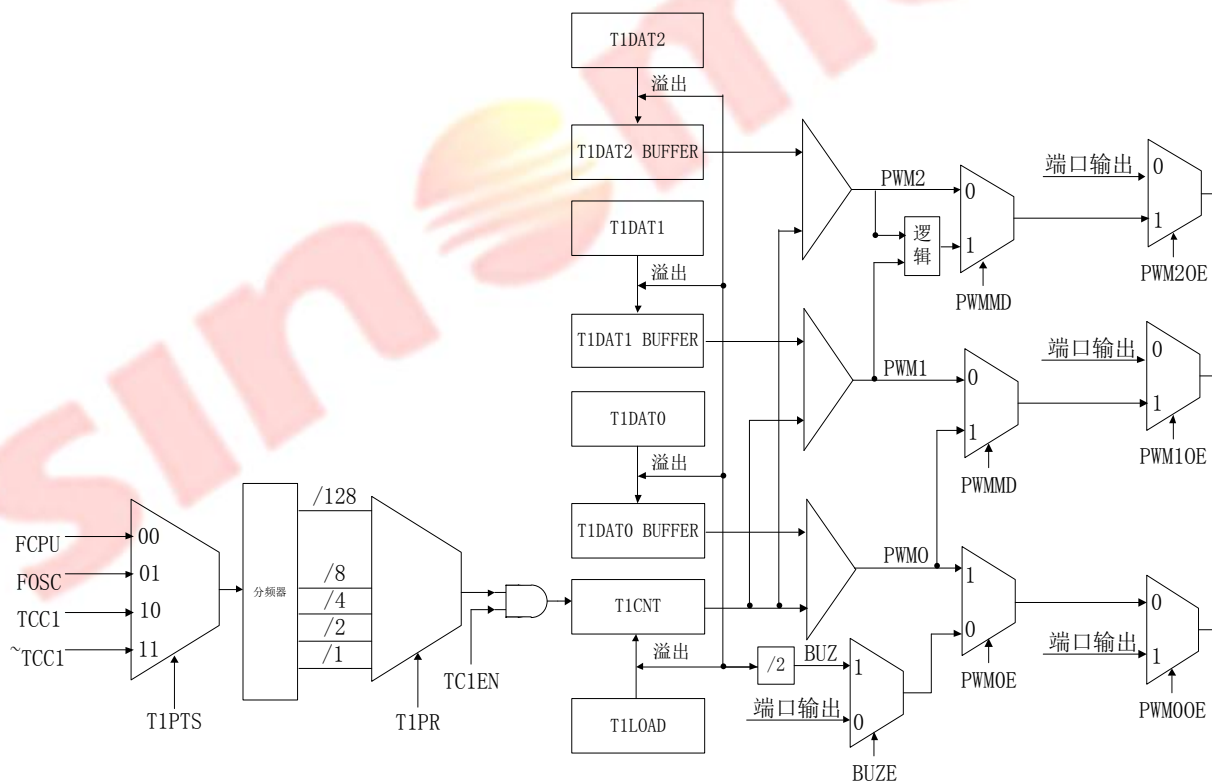 T1DAT2
溢出
T1DAT2 BUFFER
PWM2
0
1
逻
辑
PWMMD
端口输出
0
1
PWM2OE
T1DAT1
溢出
T1DAT1 BUFFER
PWM1
0
1
PWMMD
端口输出
0
1
PWM1OE
T1DAT0
溢出
T1DAT0 BUFFER
PWM0
1
0
PWM0E
0
端口输出
1
PWM0OE
FCPU
00
FOSC
01
TCC1
10
~TCC1
11
T1PTS
分频器
/128
/8
/4
/2
/1
T1PR
TC1EN
T1CNT
溢出
T1LOAD
/2
BUZ
1
端口输出
0
BUZE
sinomc